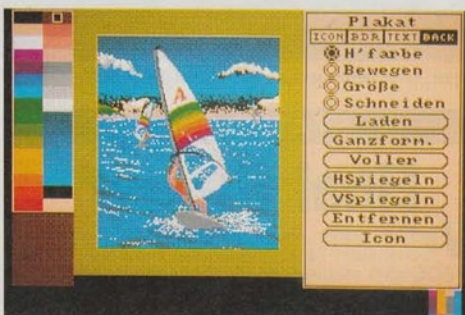 Plakat
ICON BDR TEXT BACK
H'farbe
Bewegen
Größe
Schneiden
Laden
Ganzform.
Voller
HSpiegeln
VSpiegeln
Entfernen
Icon
A